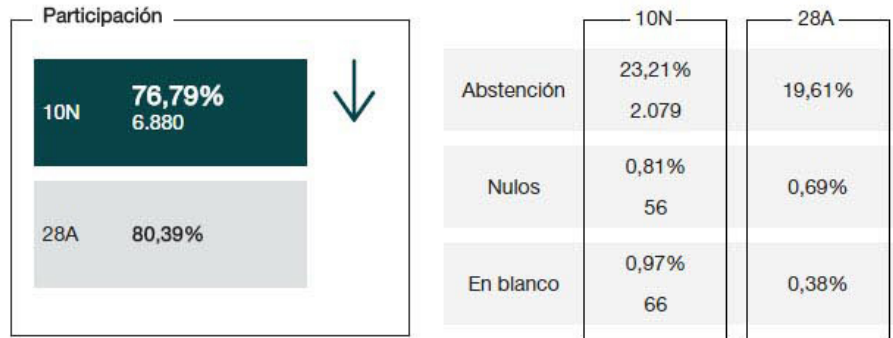 Participación
10N 76,79%
6.880
28A 80,39%
10N 28A
Abstención 23,21% 19,61%
2.079
Nulos 0,81% 0,69%
56
En blanco 0,97% 0,38%
66